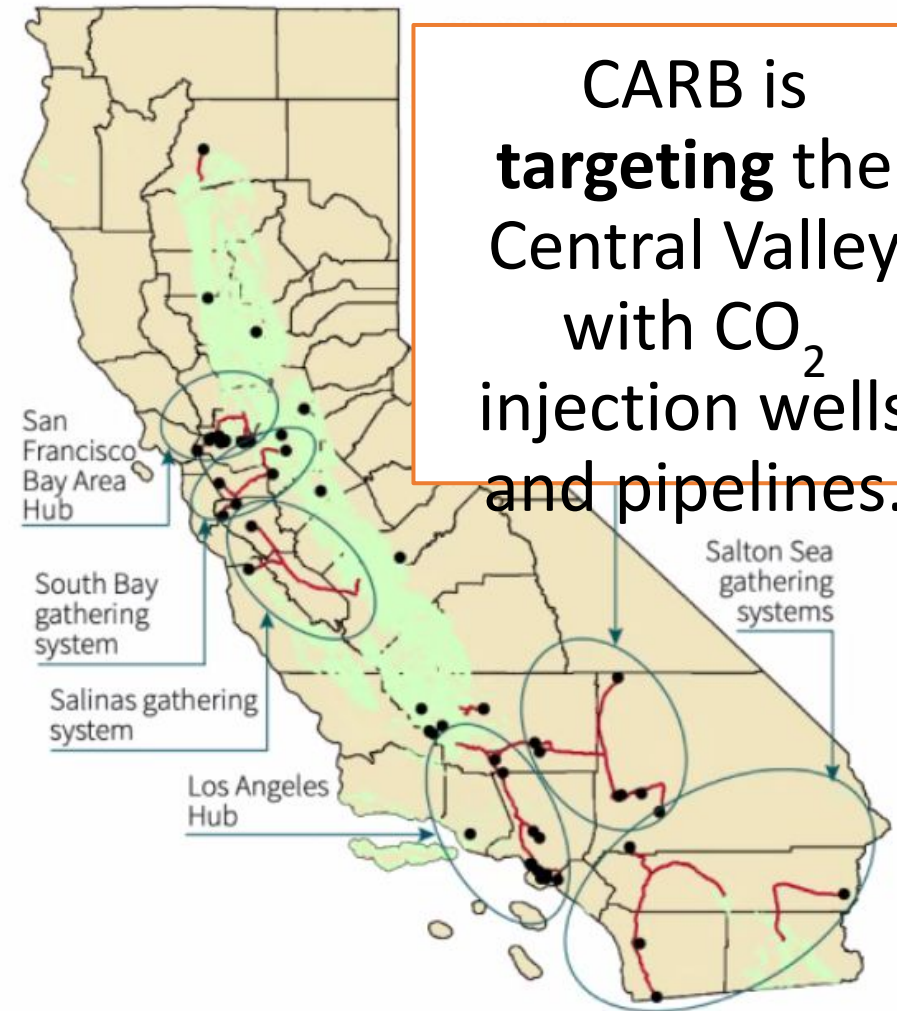 CARB is
targeting the
Central Valley
with CO₂
injection wells
and pipelines.
San
Francisco
Bay Area
Hub
South Bay
gathering
system
Salinas gathering
system
Los Angeles
Hub
Salton Sea
gathering
systems